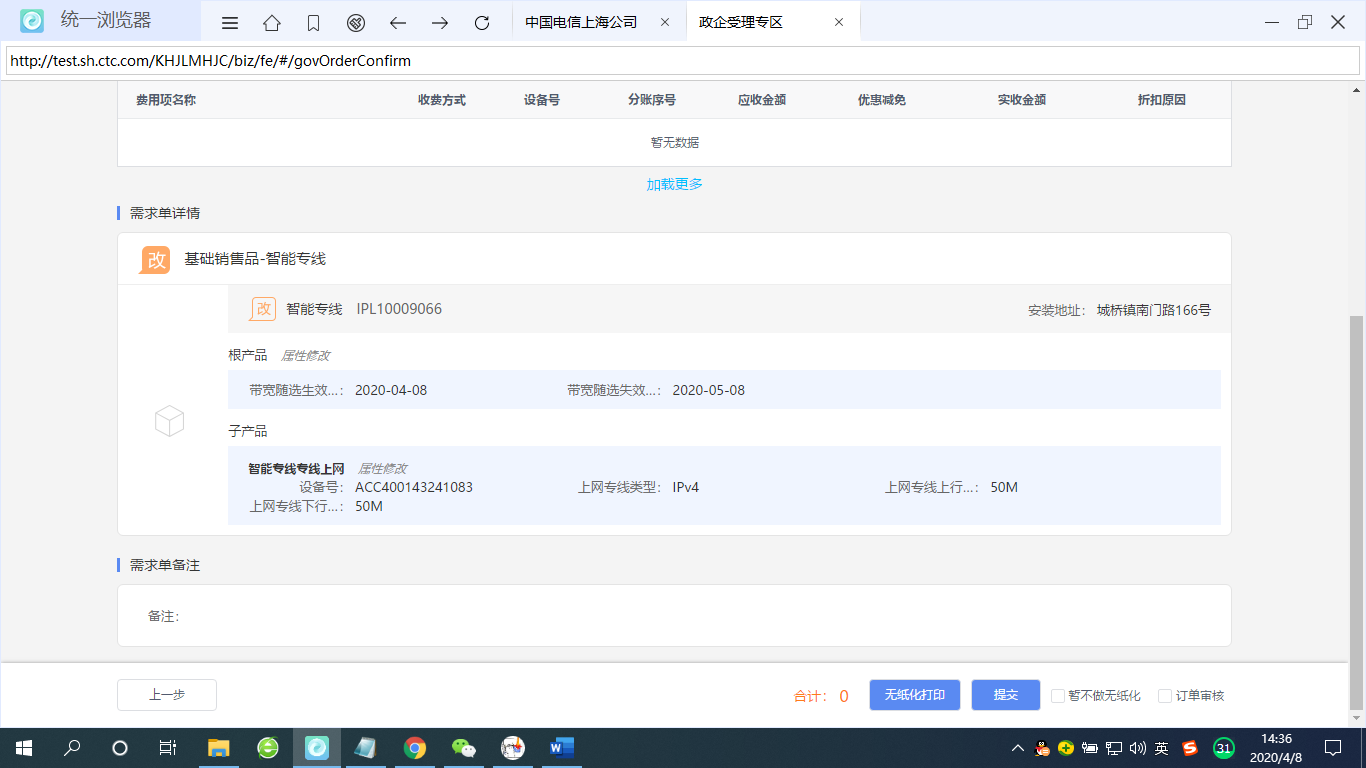 统一浏览器
中国电信上海公司
政企受理专区
http://test.sh.ctc.com/KHJLMHJC/biz/fe/#/govOrderConfirm
费用项名称 收费方式 设备号 分账序号 应收金额 优惠减免 实收金额 折扣原因
暂无数据
加载更多
需求单详情
改 基础销售品-智能专线
改 智能专线 IPL10009066 安装地址： 城桥镇南门路166号
根产品 属性修改
带宽随选生效...： 2020-04-08 带宽随选失效...： 2020-05-08
子产品
智能专线专线上网 属性修改
设备号： ACC400143241083 上网专线类型： IPv4 上网专线上行...： 50M
上网专线下行...： 50M
需求单备注
备注：
上一步 合计： 0 无纸化打印 提交 暂不做无纸化 订单审核
英 31 14:36
2020/4/8